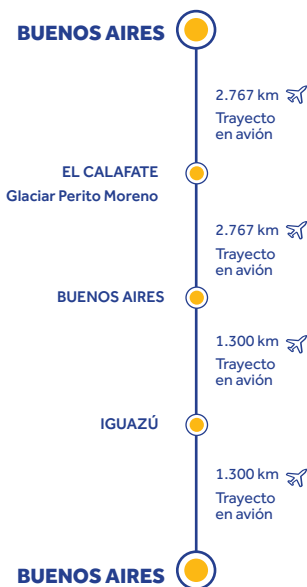 BUENOS AIRES
2.767 km
Trayecto
en avión
EL CALAFATE
Glaciar Perito Moreno
2.767 km
Trayecto
en avión
BUENOS AIRES
1.300 km
Trayecto
en avión
IGUAZÚ
1.300 km
Trayecto
en avión
BUENOS AIRES